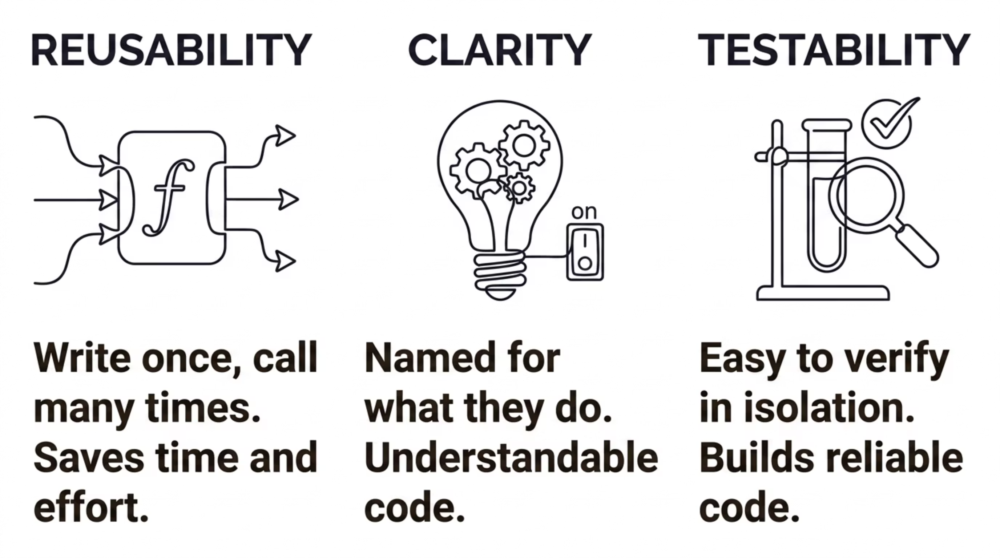 REUSABILITY
f
Write once, call
many times.
Saves time and
effort.
CLARITY
on
Named for
what they do.
Understandable
code.
TESTABILITY
Easy to verify
in isolation.
Builds reliable
code.